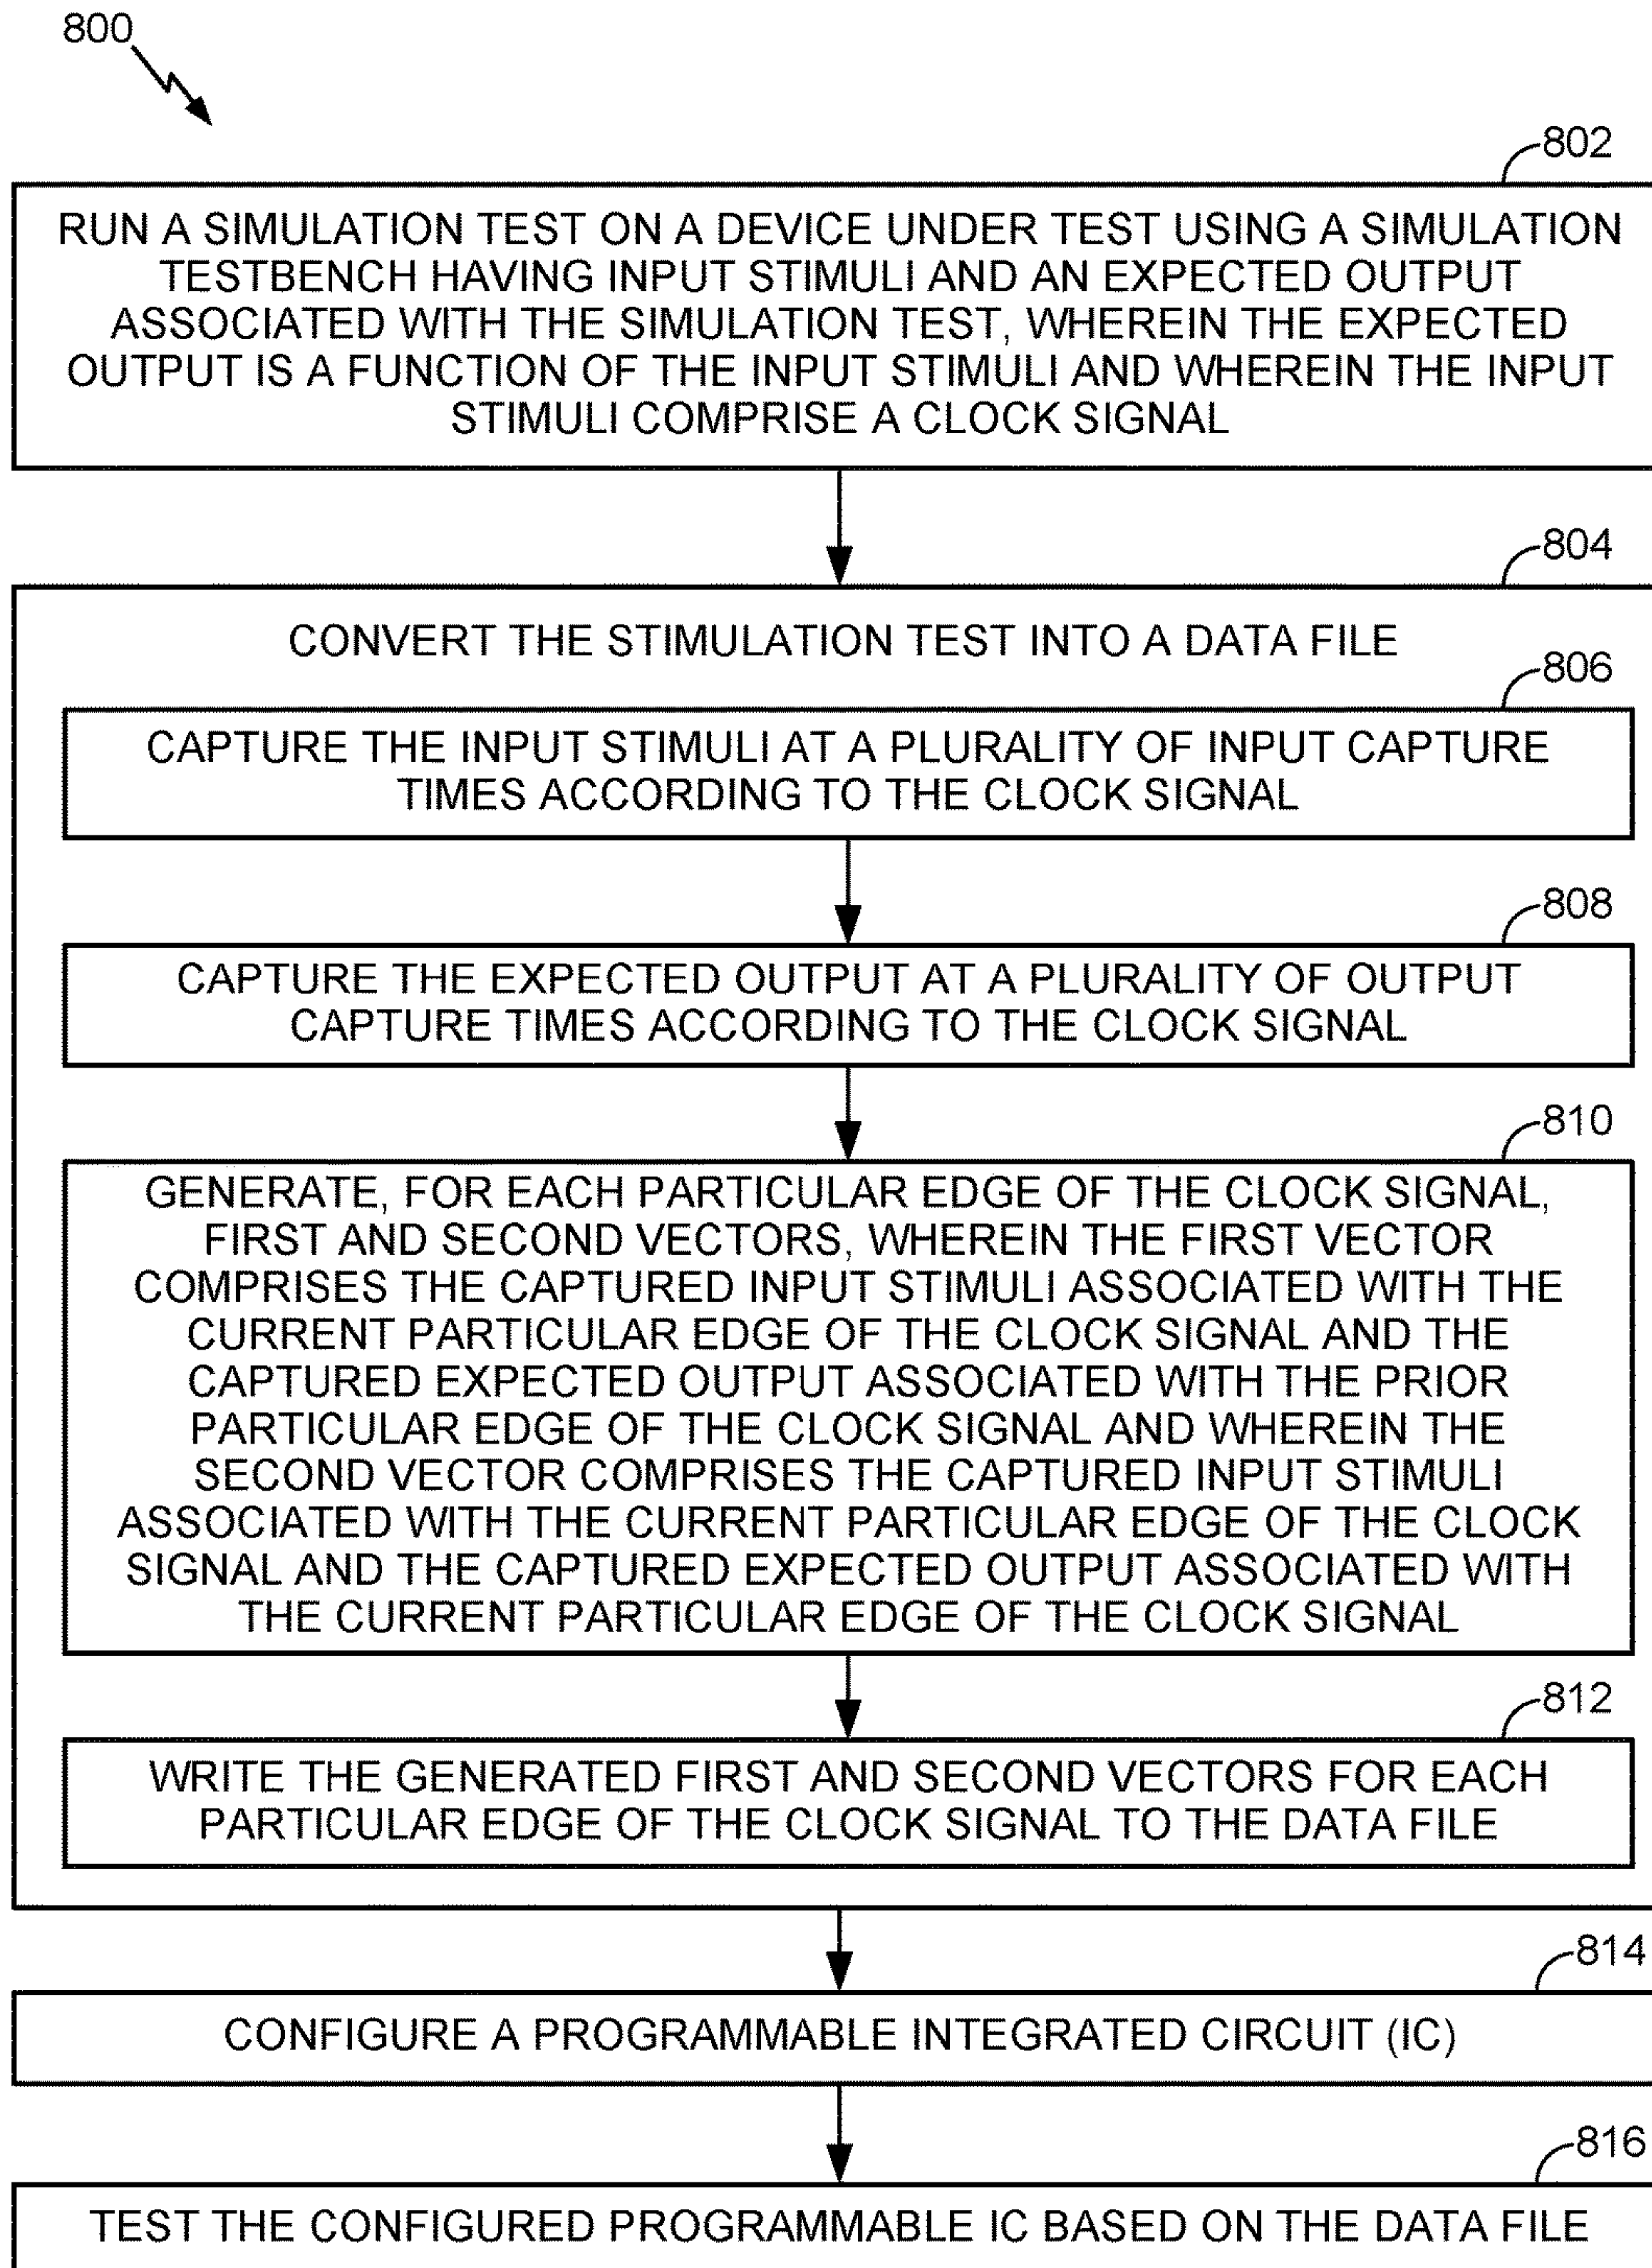 800
802
RUN A SIMULATION TEST ON A DEVICE UNDER TEST USING A SIMULATION
TESTBENCH HAVING INPUT STIMULI AND AN EXPECTED OUTPUT
ASSOCIATED WITH THE SIMULATION TEST, WHEREIN THE EXPECTED
OUTPUT IS A FUNCTION OF THE INPUT STIMULI AND WHEREIN THE INPUT
STIMULI COMPRISE A CLOCK SIGNAL
804
CONVERT THE STIMULATION TEST INTO A DATA FILE
806
CAPTURE THE INPUT STIMULI AT A PLURALITY OF INPUT CAPTURE
TIMES ACCORDING TO THE CLOCK SIGNAL
808
CAPTURE THE EXPECTED OUTPUT AT A PLURALITY OF OUTPUT
CAPTURE TIMES ACCORDING TO THE CLOCK SIGNAL
810
GENERATE, FOR EACH PARTICULAR EDGE OF THE CLOCK SIGNAL,
FIRST AND SECOND VECTORS, WHEREIN THE FIRST VECTOR
COMPRISES THE CAPTURED INPUT STIMULI ASSOCIATED WITH THE
CURRENT PARTICULAR EDGE OF THE CLOCK SIGNAL AND THE
CAPTURED EXPECTED OUTPUT ASSOCIATED WITH THE PRIOR
PARTICULAR EDGE OF THE CLOCK SIGNAL AND WHEREIN THE
SECOND VECTOR COMPRISES THE CAPTURED INPUT STIMULI
ASSOCIATED WITH THE CURRENT PARTICULAR EDGE OF THE CLOCK
SIGNAL AND THE CAPTURED EXPECTED OUTPUT ASSOCIATED WITH
THE CURRENT PARTICULAR EDGE OF THE CLOCK SIGNAL
812
WRITE THE GENERATED FIRST AND SECOND VECTORS FOR EACH
PARTICULAR EDGE OF THE CLOCK SIGNAL TO THE DATA FILE
814
CONFIGURE A PROGRAMMABLE INTEGRATED CIRCUIT (IC)
816
TEST THE CONFIGURED PROGRAMMABLE IC BASED ON THE DATA FILE